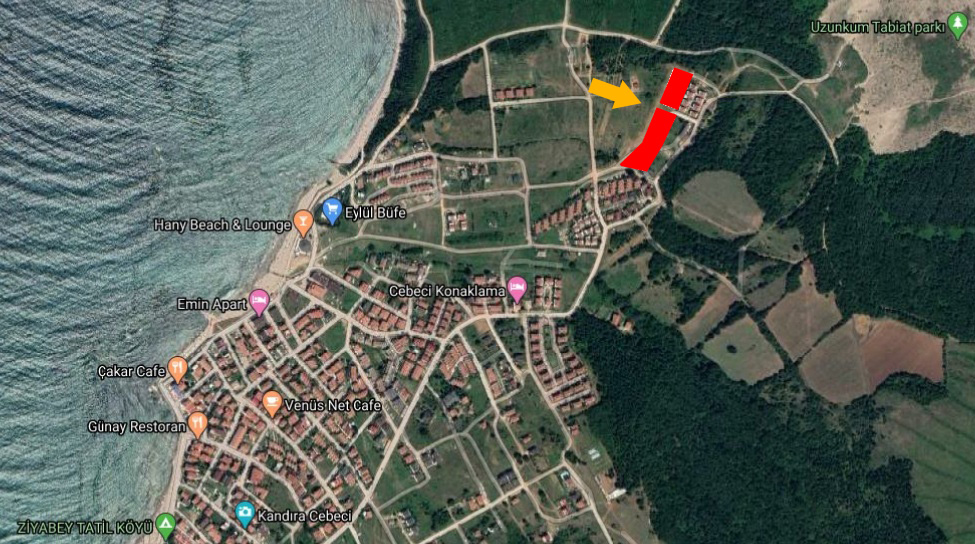 Uzunkum Tabiat parkı
Eylül Büfe
Hany Beach & Lounge
Cebeci Konaklama
Emin Apart
Çakar Cafe
Venüs Net Cafe
Günay Restoran
Kandıra Cebeci
ZİYABEY TATİL KÖYÜ